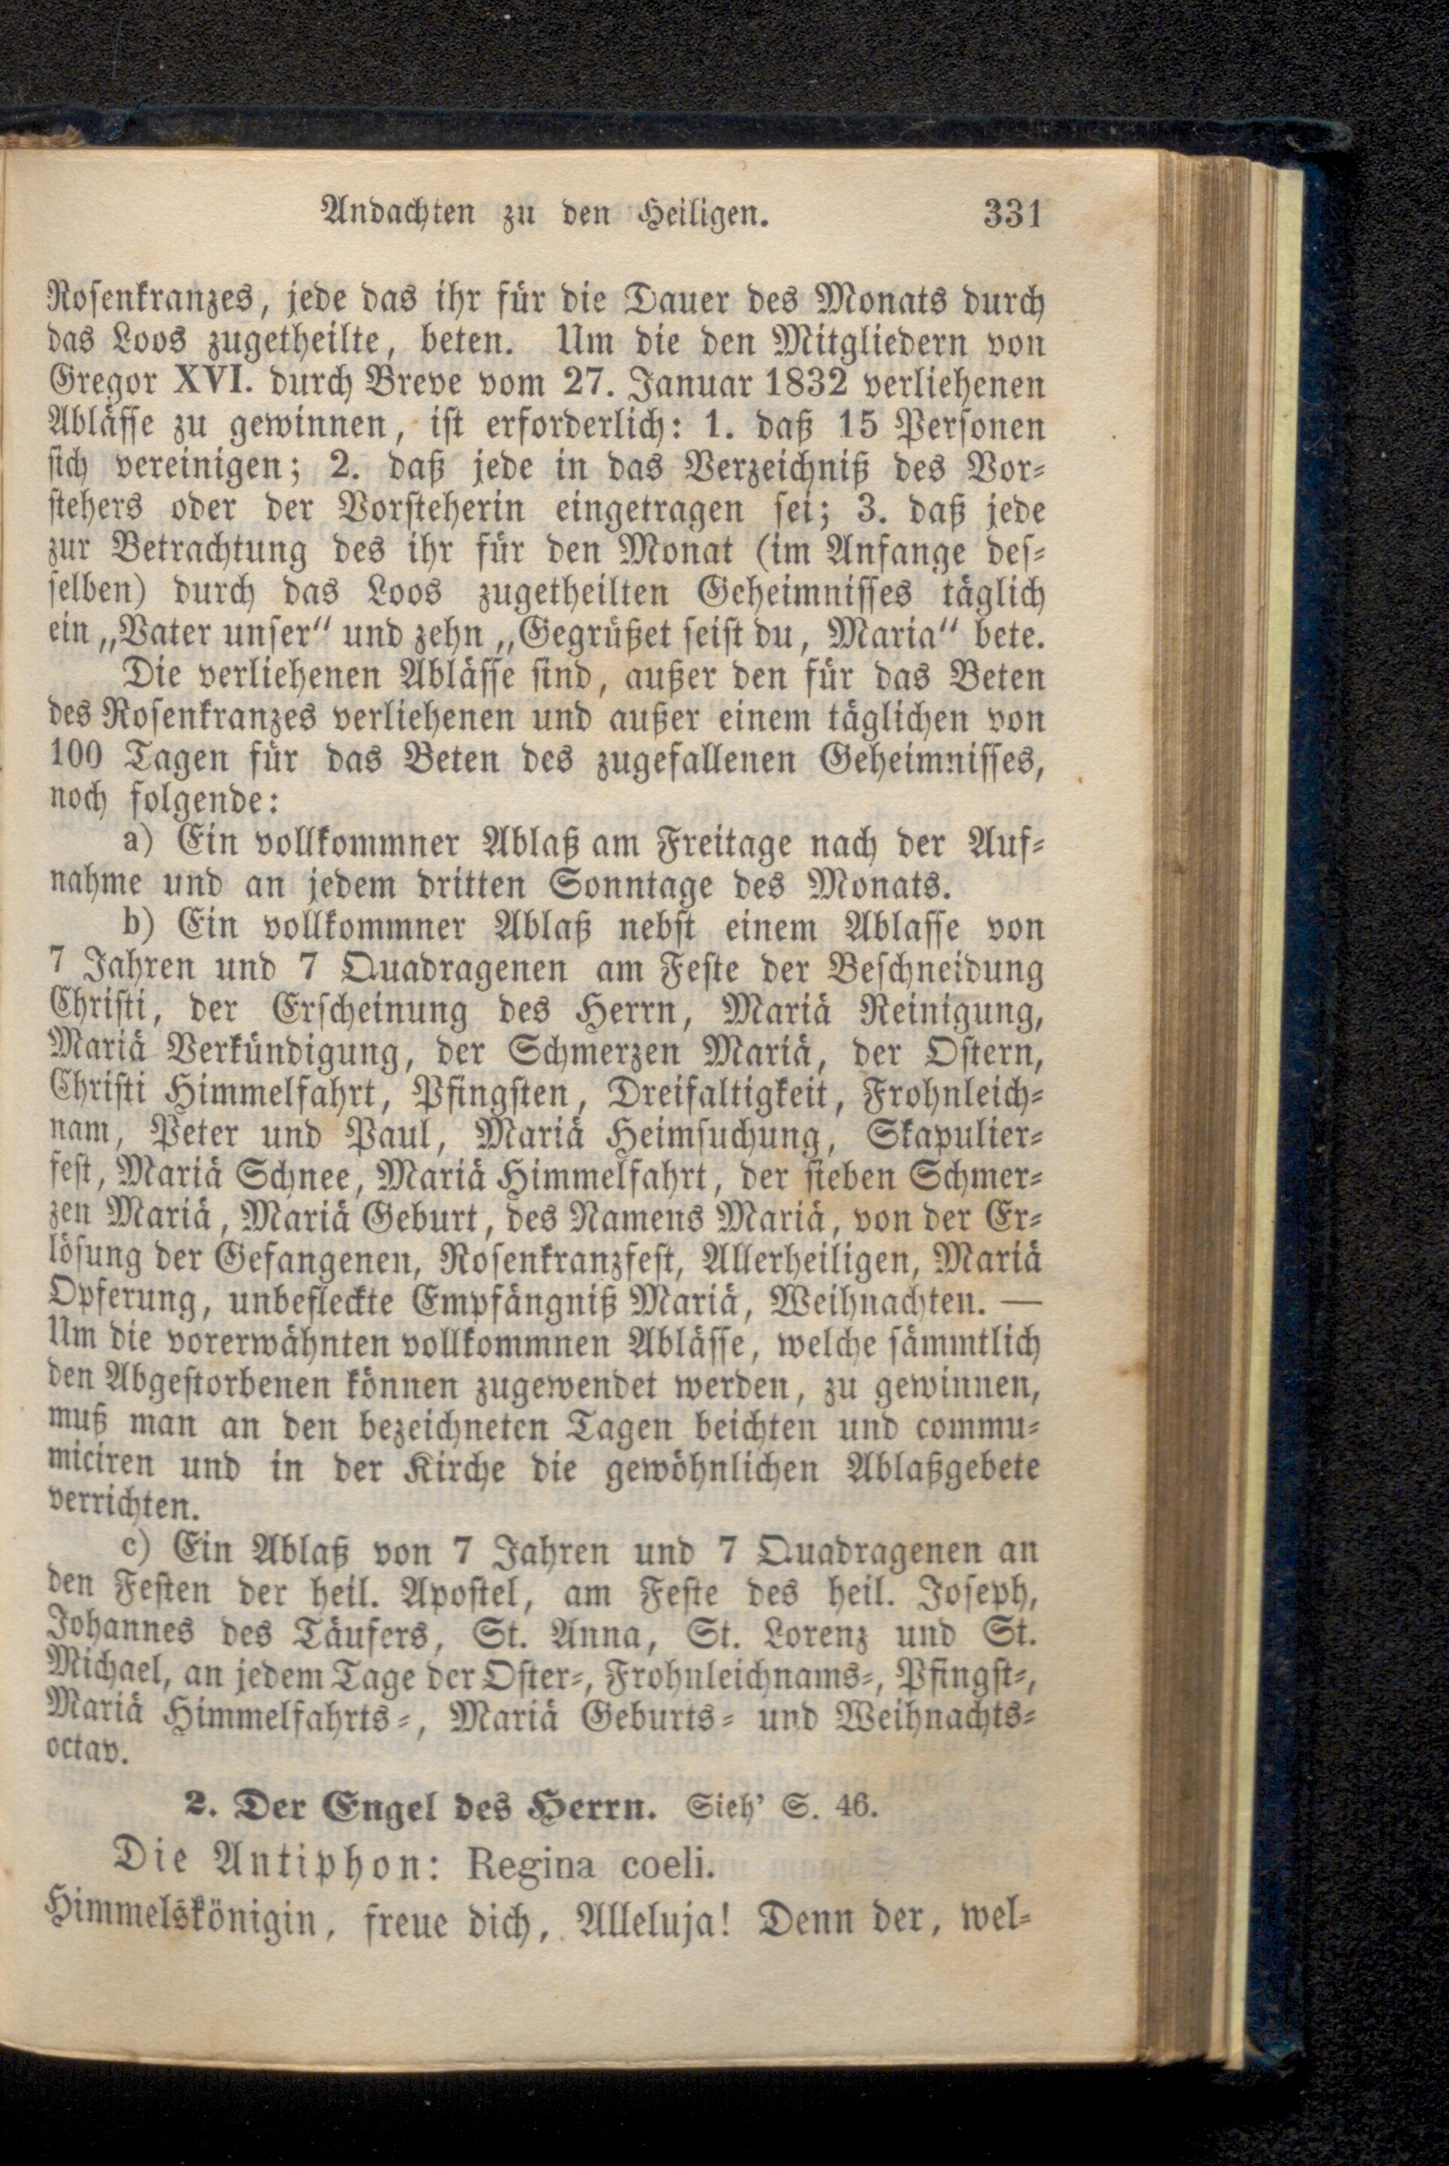 Andachten zu den Heiligen. 331
Rosenkranzes, jede das ihr für die Dauer des Monats durch
das Loos zugetheilte, beten. Um die den Mitgliedern von
Gregor XVI. durch Breve vom 27. Januar 1832 verliehenen
Ablässe zu gewinnen, ist erforderlich: 1. daß 15 Personen
sich vereinigen; 2. daß jede in das Verzeichniß des Vor-
stehers oder der Vorsteherin eingetragen sei; 3. daß jede
zur Betrachtung des ihr für den Monat (im Anfange des-
selben) durch das Loos zugetheilten Geheimnisses täglich
ein „Vater unser“ und zehn „Gegrüßet seist du, Maria“ bete.
Die verliehenen Ablässe sind, außer den für das Beten
des Rosenkranzes verliehenen und außer einem täglichen von
100 Tagen für das Beten des zugefallenen Geheimnisses,
noch folgende:
a) Ein vollkommner Ablaß am Freitage nach der Auf-
nahme und an jedem dritten Sonntage des Monats.
b) Ein vollkommner Ablaß nebst einem Ablasse von
7 Jahren und 7 Quadragenen am Feste der Beschneidung
Christi, der Erscheinung des Herrn, Mariä Reinigung,
Mariä Verkündigung, der Schmerzen Mariä, der Ostern,
Christi Himmelfahrt, Pfingsten, Dreifaltigkeit, Frohnleich-
nam, Peter und Paul, Mariä Heimsuchung, Skapulier-
fest, Mariä Schnee, Mariä Himmelfahrt, der sieben Schmer-
zen Mariä, Mariä Geburt, des Namens Mariä, von der Er-
lösung der Gefangenen, Rosenkranzfest, Allerheiligen, Mariä
Opferung, unbefleckte Empfängniß Mariä, Weihnachten. —
Um die vorerwähnten vollkommnen Ablässe, welche sämmtlich
den Abgestorbenen können zugewendet werden, zu gewinnen,
muß man an den bezeichneten Tagen beichten und commu-
miciren und in der Kirche die gewöhnlichen Ablaßgebete
verrichten.
c) Ein Ablaß von 7 Jahren und 7 Quadragenen an
den Festen der heil. Apostel, am Feste des heil. Joseph,
Johannes des Täufers, St. Anna, St. Lorenz und St.
Michael, an jedem Tage der Oster-, Frohnleichnams-, Pfingst-,
Mariä Himmelfahrts-, Mariä Geburts- und Weihnachts-
octav.
2. Der Engel des Herrn. Sieh' S. 46.
Die Antiphon: Regina coeli.
Himmelskönigin, freue dich, Alleluja! Denn der, wel-